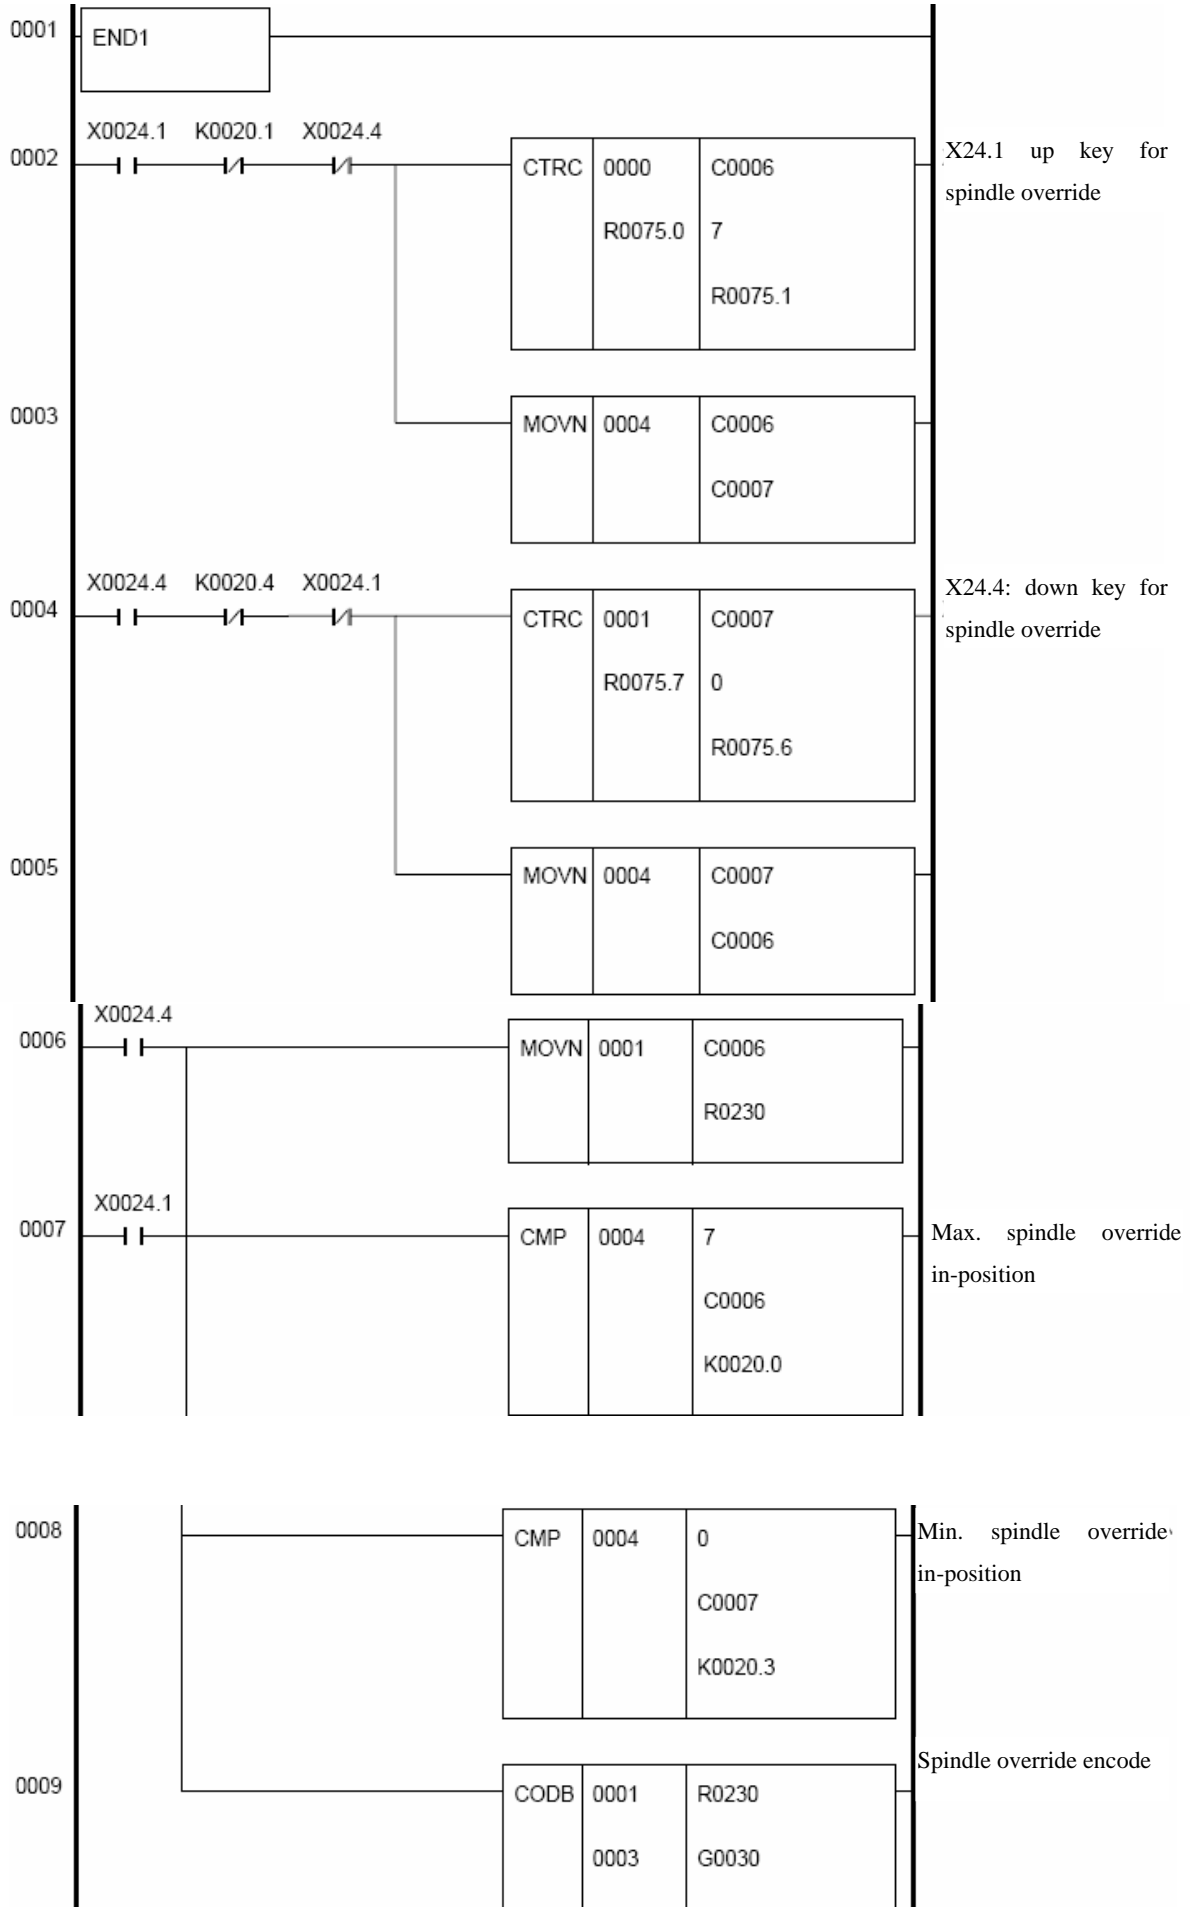 0001
END1
X0024.1 K0020.1 X0024.4
0002
CTRC 0000 C0006
R0075.0 7
R0075.1
X24.1 up key for
spindle override
0003
MOVN 0004 C0006
C0007
X0024.4 K0020.4 X0024.1
0004
CTRC 0001 C0007
R0075.7 0
R0075.6
X24.4: down key for
spindle override
0005
MOVN 0004 C0007
C0006
X0024.4
0006
MOVN 0001 C0006
R0230
X0024.1
0007
CMP 0004 7
C0006
K0020.0
Max. spindle override
in-position
0008
CMP 0004 0
C0007
K0020.3
Min. spindle override
in-position
Spindle override encode
0009
CODB 0001 R0230
0003 G0030